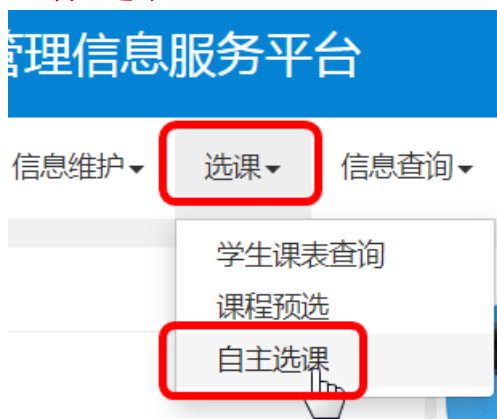 管理信息服务平台
信息维护 选课 信息查询
学生课表查询
课程预选
自主选课